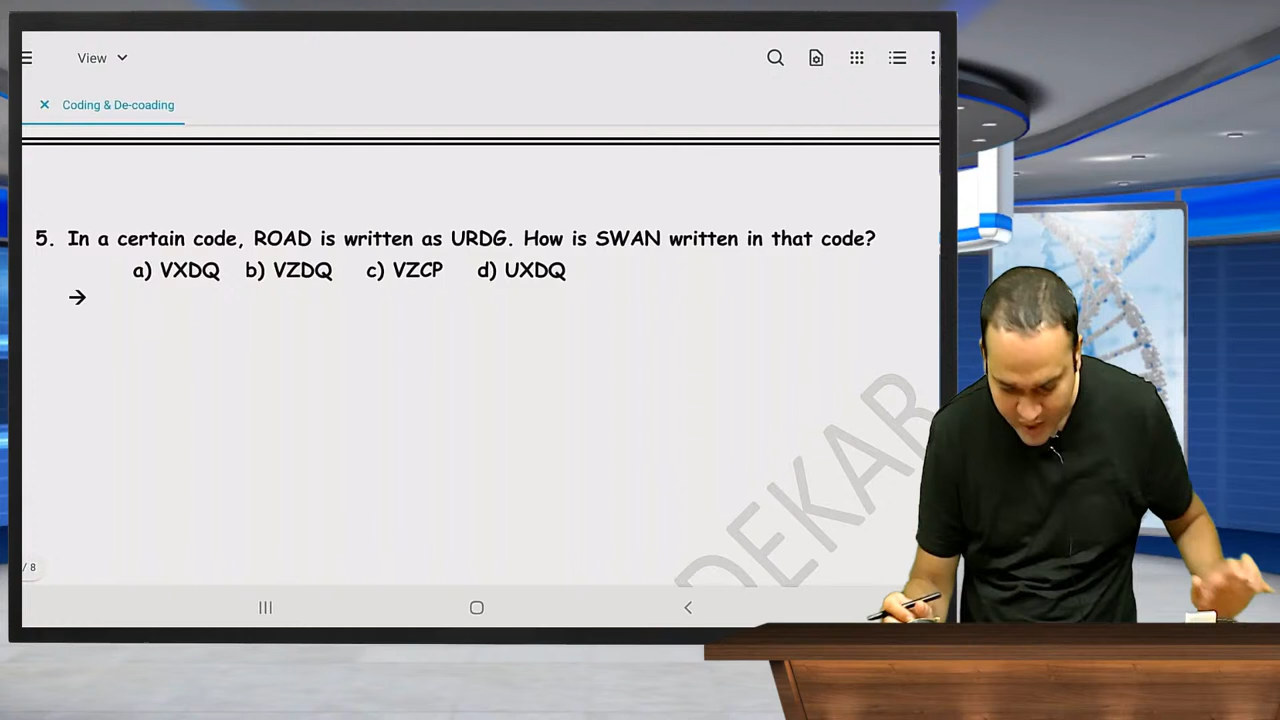 View
Coding & De-coading
5. In a certain code, ROAD is written as URDG. How is SWAN written in that code?
a) VXDQ b) VZDQ c) VZCP d) UXDQ
→
DEKAR
/ 8